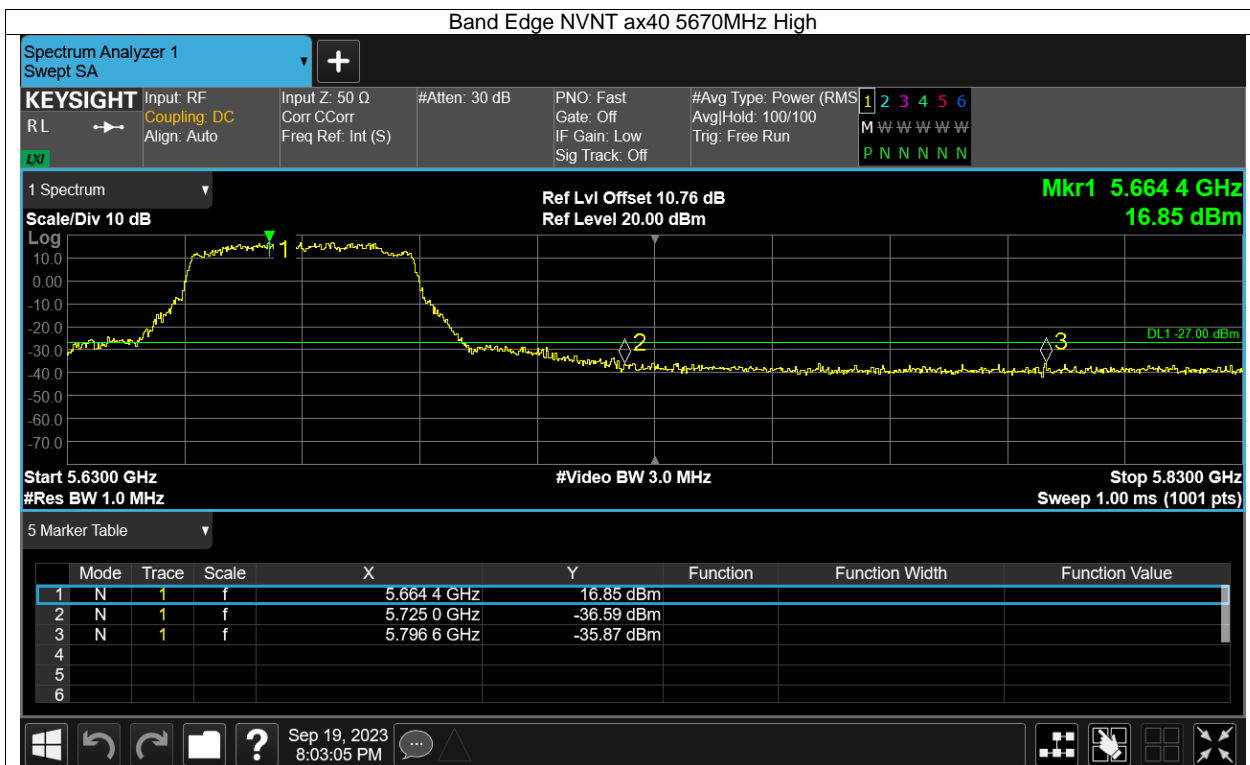 Band Edge NVNT ax40 5670MHz High
Spectrum Analyzer 1
Swept SA
KEYSIGHT Input: RF Input Z: 50 Ω #Atten: 30 dB PNO: Fast #Avg Type: Power (RMS 1 2 3 4 5 6
RL Coupling: DC Corr CCorr Gate: Off Avg|Hold: 100/100 M W W W W W
Align: Auto Freq Ref: Int (S) IF Gain: Low Trig: Free Run
LXI Sig Track: Off P N N N N N
1 Spectrum Ref Lvl Offset 10.76 dB Mkr1 5.664 4 GHz
Scale/Div 10 dB Ref Level 20.00 dBm 16.85 dBm
Log
10.0
0.00
-10.0
-20.0
-30.0
-40.0
-50.0
-60.0
-70.0
1
2
3
DL1 -27.00 dBm
Start 5.6300 GHz #Video BW 3.0 MHz Stop 5.8300 GHz
#Res BW 1.0 MHz Sweep 1.00 ms (1001 pts)
5 Marker Table
Mode Trace Scale X Y Function Function Width Function Value
1 N 1 f 5.664 4 GHz 16.85 dBm
2 N 1 f 5.725 0 GHz -36.59 dBm
3 N 1 f 5.796 6 GHz -35.87 dBm
4
5
6
? Sep 19, 2023
8:03:05 PM